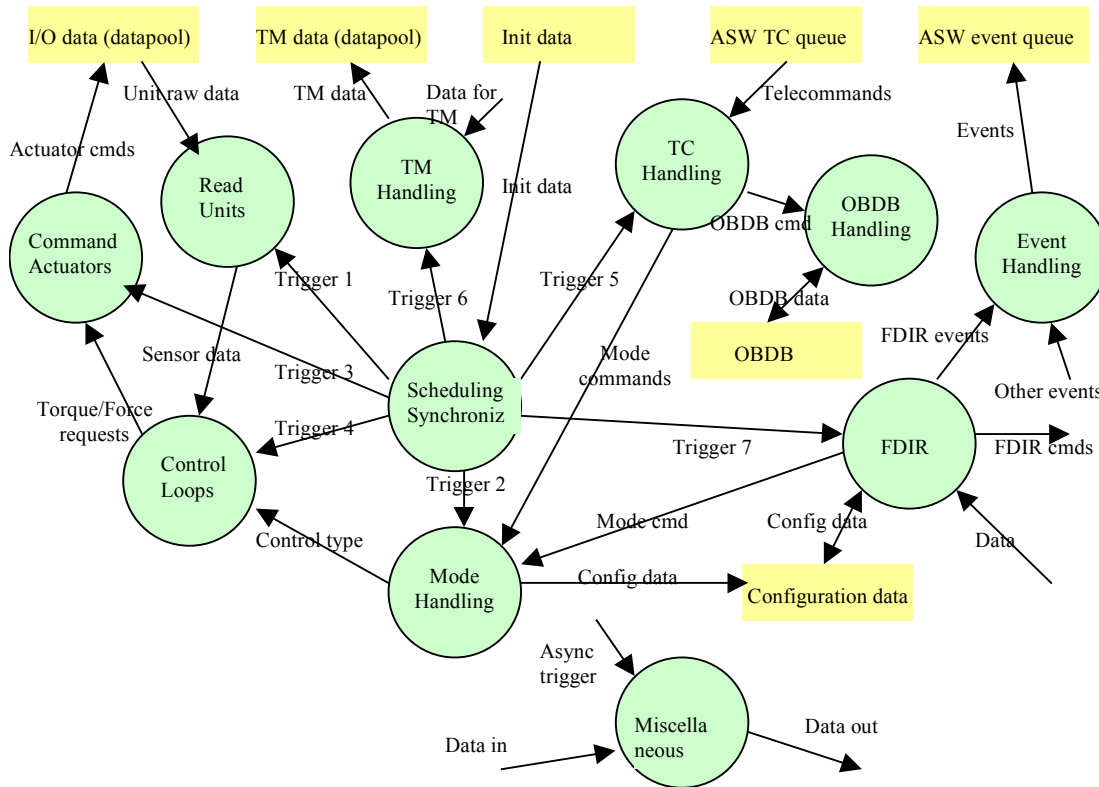 I/O data (datapool)
TM data (datapool)
Init data
ASW TC queue
ASW event queue
Unit raw data
TM data
Data for
TM
Telecommands
Actuator cmds
Events
Read
Units
TM
Handling
Init data
TC
Handling
OBDB cmd
OBDB
Handling
Command
Actuators
Event
Handling
Trigger 1
Trigger 6
Trigger 5
OBDB data
Sensor data
Trigger 3
Mode
commands
OBDB
FDIR events
Other events
Scheduling
Synchroniz
Torque/Force
requests
Trigger 4
Trigger 7
FDIR
FDIR cmds
Control
Loops
Trigger 2
Mode cmd
Config data
Data
Control type
Mode
Handling
Config data
Configuration data
Async
trigger
Miscella
neous
Data in
Data out